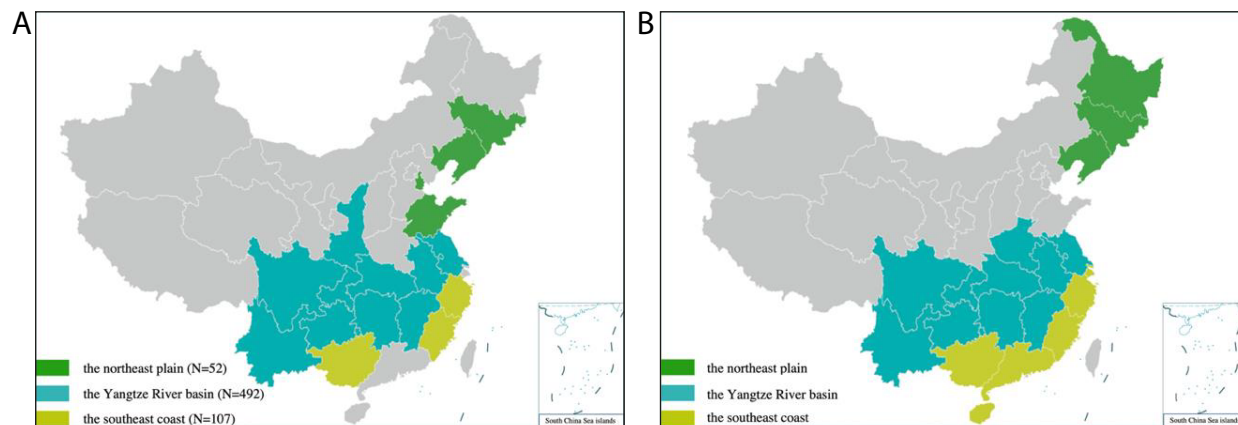 A
the northeast plain (N=52)
the Yangtze River basin (N=492)
the southeast coast (N=107)
South China Sea islands
B
the northeast plain
the Yangtze River basin
the southeast coast
South China Sea islands